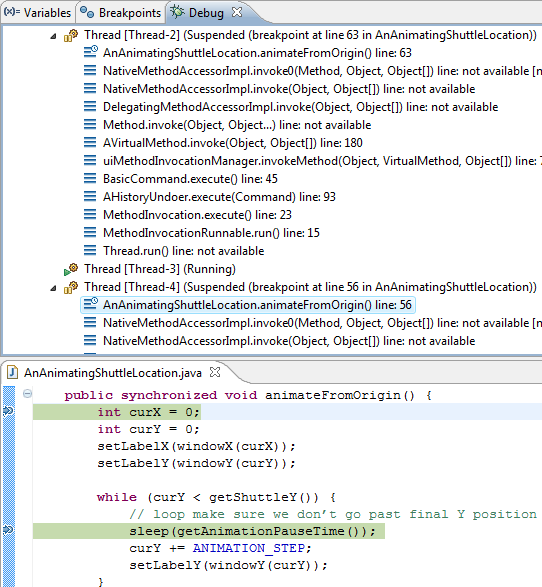 (x)= Variables Breakpoints Debug
Thread [Thread-2] (Suspended (breakpoint at line 63 in AnAnimatingShuttleLocation))
AnAnimatingShuttleLocation.animateFromOrigin() line: 63
NativeMethodAccessorImpl.invoke0(Method, Object, Object[]) line: not available [n
NativeMethodAccessorImpl.invoke(Object, Object[]) line: not available
DelegatingMethodAccessorImpl.invoke(Object, Object[]) line: not available
Method.invoke(Object, Object...) line: not available
AVirtualMethod.invoke(Object, Object[]) line: 180
uiMethodInvocationManager.invokeMethod(Object, VirtualMethod, Object[]) line: 7
BasicCommand.execute() line: 45
AHistoryUndoer.execute(Command) line: 93
MethodInvocation.execute() line: 23
MethodInvocationRunnable.run() line: 15
Thread.run() line: not available
Thread [Thread-3] (Running)
Thread [Thread-4] (Suspended (breakpoint at line 56 in AnAnimatingShuttleLocation))
AnAnimatingShuttleLocation.animateFromOrigin() line: 56
NativeMethodAccessorImpl.invoke0(Method, Object, Object[]) line: not available [n
NativeMethodAccessorImpl.invoke(Object, Object[]) line: not available
AnAnimatingShuttleLocation.java
public synchronized void animateFromOrigin() {
int curX = 0;
int curY = 0;
setLabelX(windowX(curX));
setLabelY(windowY(curY));
while (curY < getShuttleY()) {
// loop make sure we don't go past final Y position
sleep(getAnimationPauseTime());
curY += ANIMATION_STEP;
setLabelY(windowY(curY));
}